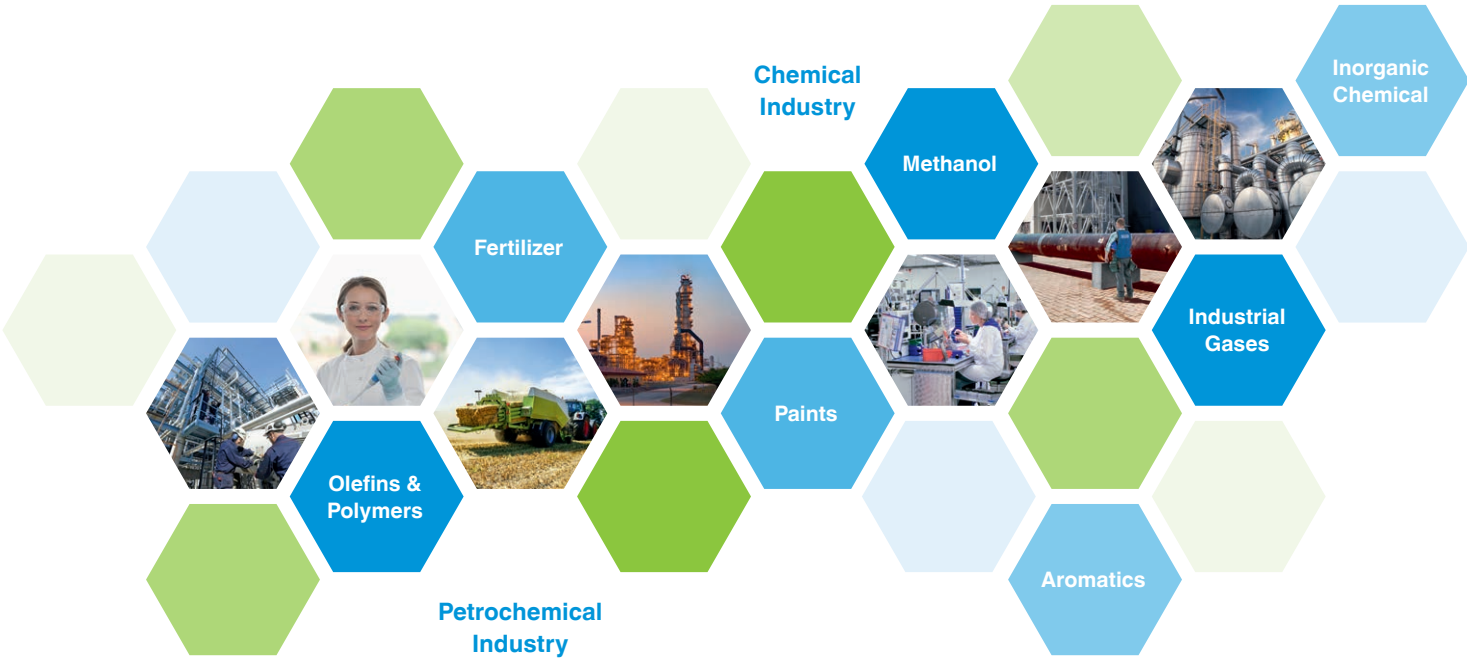 Inorganic
Chemical
Chemical
Industry
Methanol
Fertilizer
Industrial
Gases
Paints
Olefins &
Polymers
Aromatics
Petrochemical
Industry